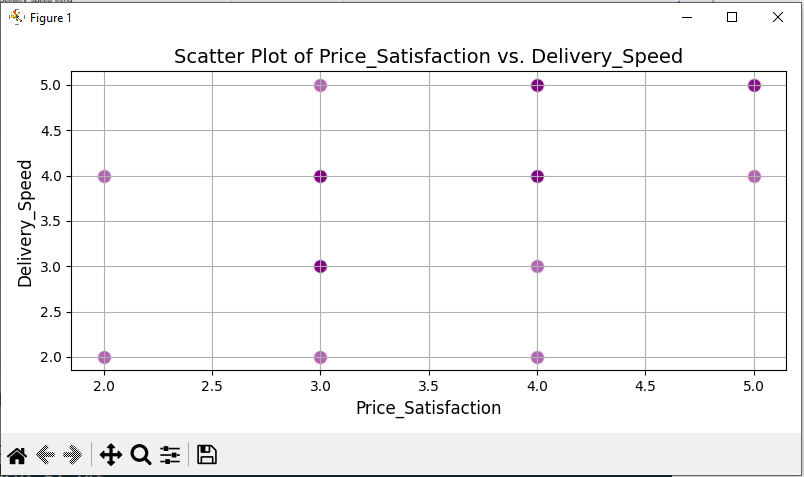 Figure 1
Scatter Plot of Price_Satisfaction vs. Delivery_Speed
5.0
4.5
4.0
3.5
3.0
2.5
2.0
Delivery_Speed
2.0 2.5 3.0 3.5 4.0 4.5 5.0
Price_Satisfaction